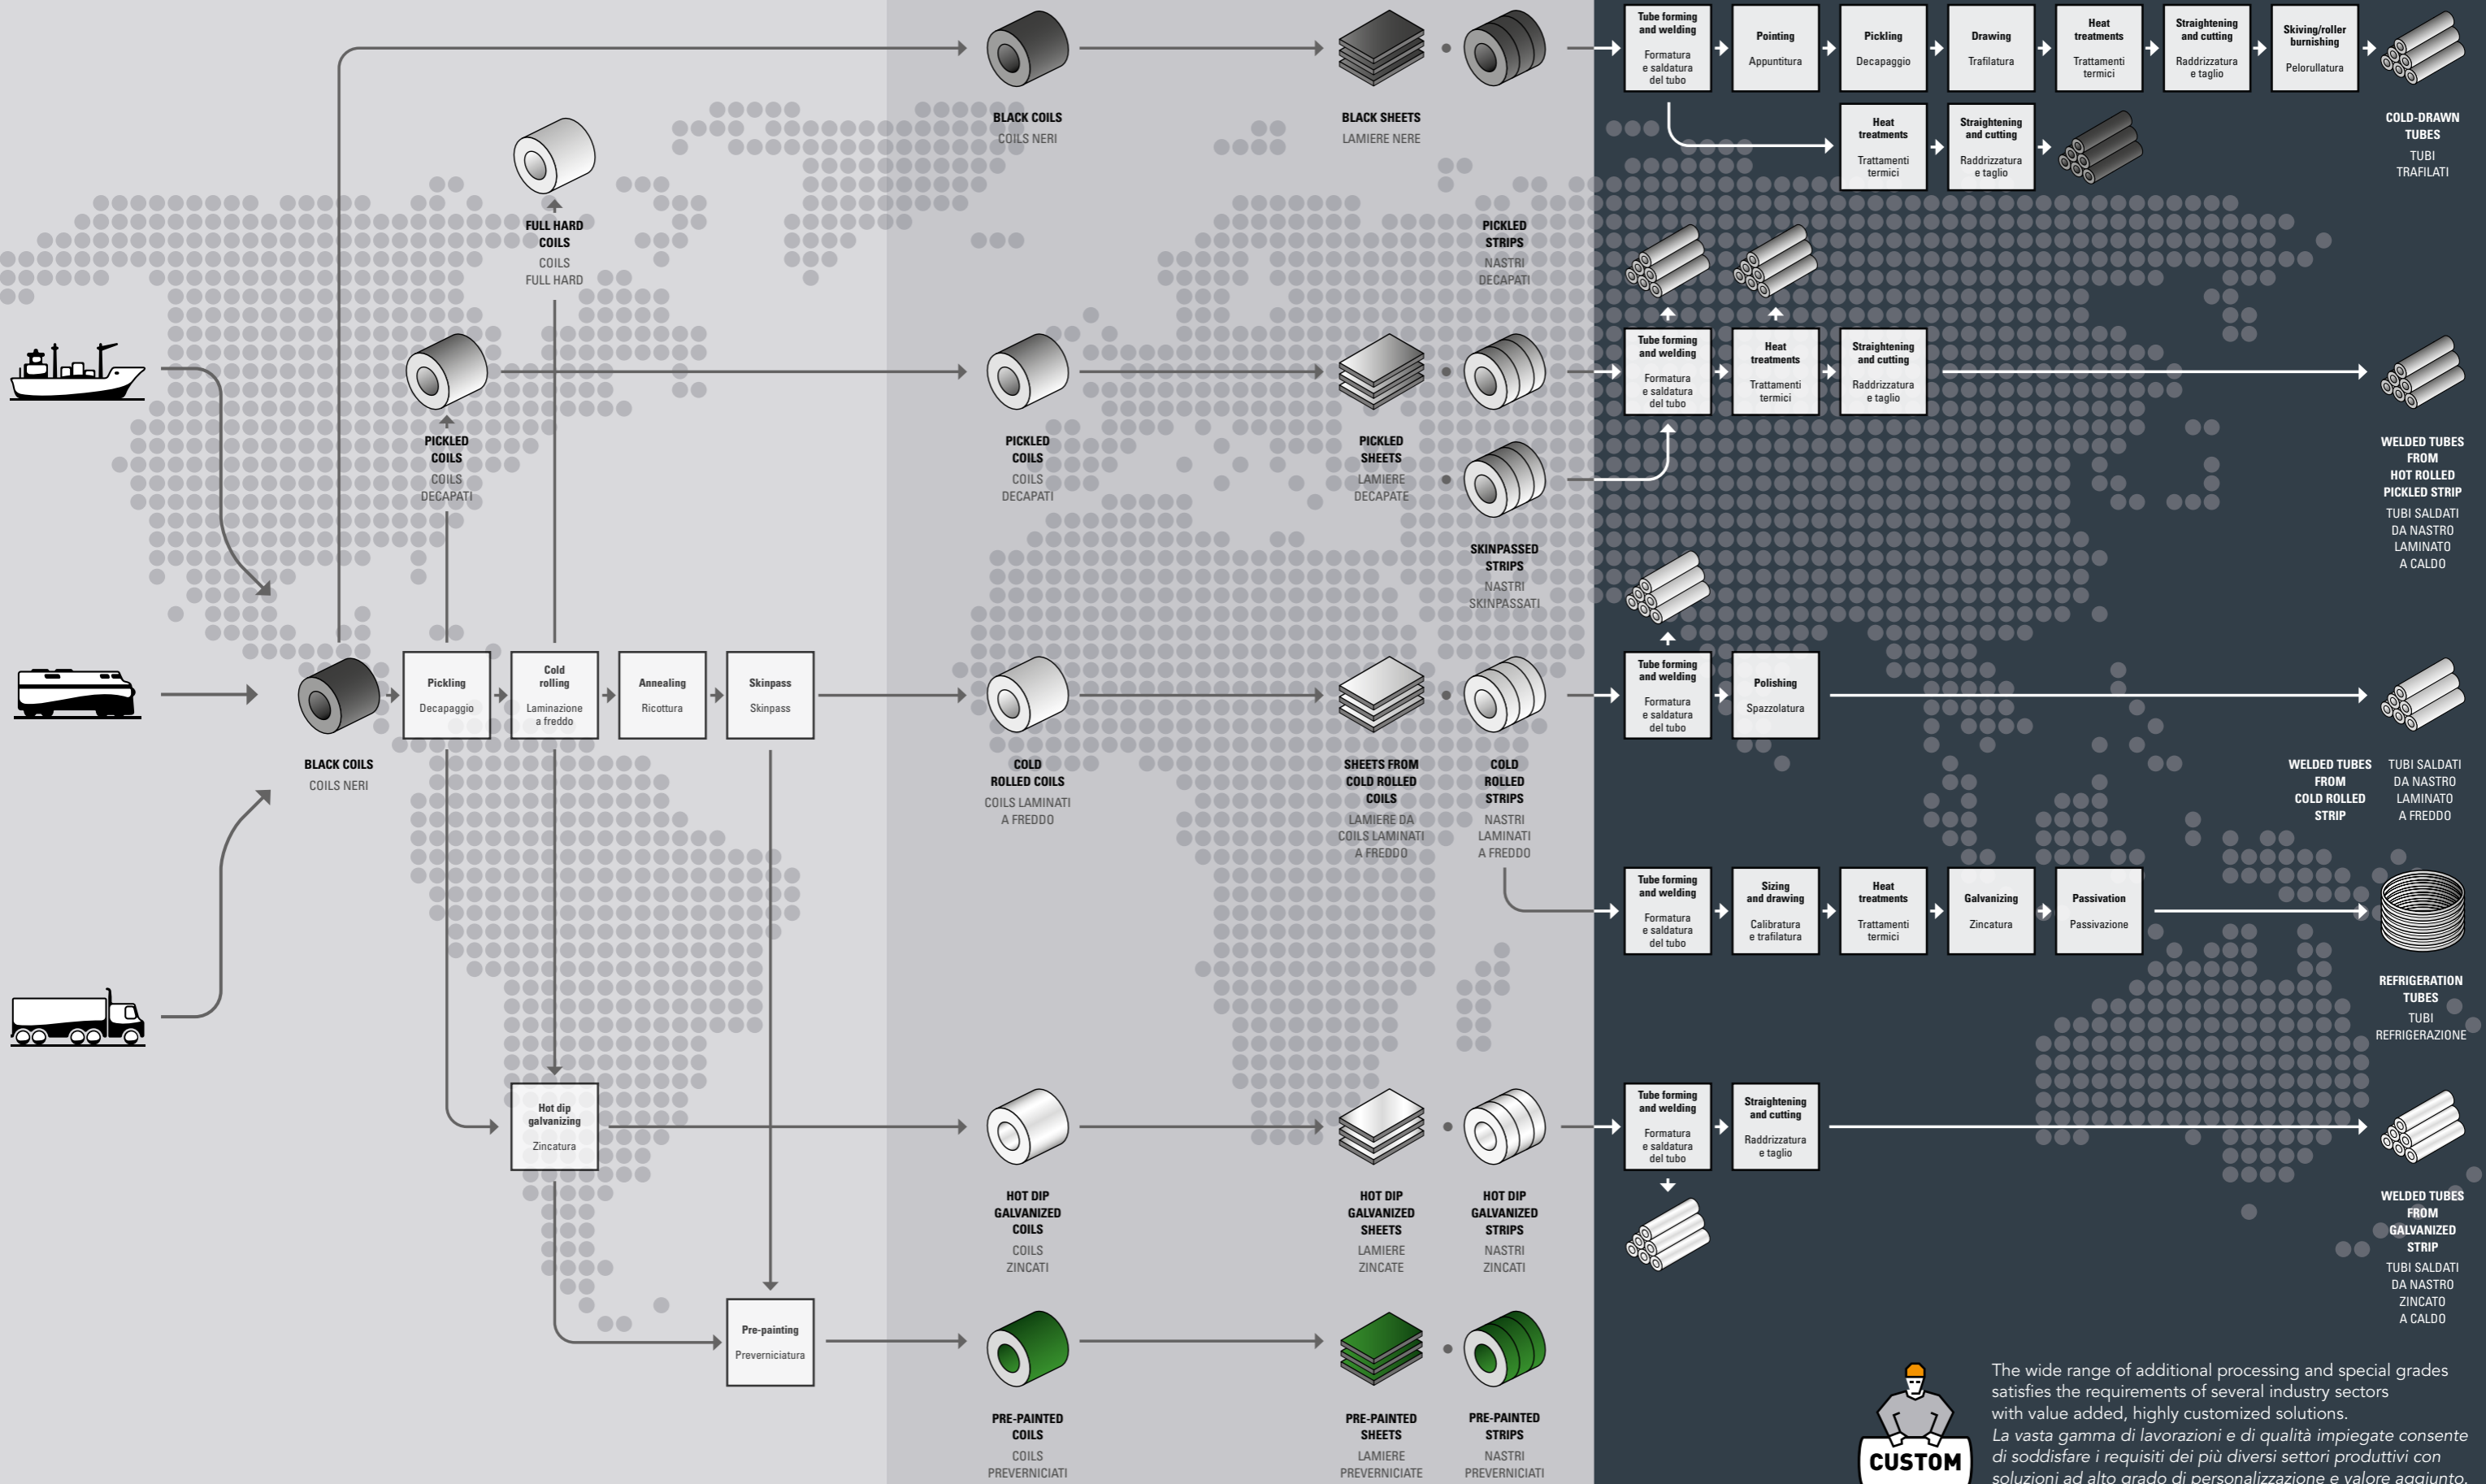 Tube forming
and welding
Formatura
e saldatura
del tubo
Pointing
Appuntitura
Pickling
Decapaggio
Drawing
Trafilatura
Heat
treatments
Trattamenti
termici
Straightening
and cutting
Raddrizzatura
e taglio
Skiving/roller
burnishing
Pelorullatura
BLACK COILS
COILS NERI
BLACK SHEETS
LAMIERE NERE
COLD-DRAWN
TUBES
TUBI
TRAFILATI
Heat
treatments
Trattamenti
termici
Straightening
and cutting
Raddrizzatura
e taglio
FULL HARD
COILS
COILS
FULL HARD
PICKLED
STRIPS
NASTRI
DECAPATI
Tube forming
and welding
Formatura
e saldatura
del tubo
Heat
treatments
Trattamenti
termici
Straightening
and cutting
Raddrizzatura
e taglio
PICKLED
COILS
COILS
DECAPATI
PICKLED
COILS
COILS
DECAPATI
PICKLED
SHEETS
LAMIERE
DECAPATE
WELDED TUBES
FROM
HOT ROLLED
PICKLED STRIP
TUBI SALDATI
DA NASTRO
LAMINATO
A CALDO
SKINPASSED
STRIPS
NASTRI
SKINPASSATI
BLACK COILS
COILS NERI
Pickling
Decapaggio
Cold
rolling
Laminazione
a freddo
Annealing
Ricottura
Skinpass
Skinpass
Tube forming
and welding
Formatura
e saldatura
del tubo
Polishing
Spazzolatura
COLD
ROLLED COILS
COILS LAMINATI
A FREDDO
SHEETS FROM
COLD ROLLED
COILS
LAMIERE DA
COILS LAMINATI
A FREDDO
COLD
ROLLED
STRIPS
NASTRI
LAMINATI
A FREDDO
WELDED TUBES
FROM
COLD ROLLED
STRIP
TUBI SALDATI
DA NASTRO
LAMINATO
A FREDDO
Tube forming
and welding
Formatura
e saldatura
del tubo
Sizing
and drawing
Calibratura
e trafilatura
Heat
treatments
Trattamenti
termici
Galvanizing
Zincatura
Passivation
Passivazione
REFRIGERATION
TUBES
TUBI
REFRIGERAZIONE
Hot dip
galvanizing
Zincatura
Tube forming
and welding
Formatura
e saldatura
del tubo
Straightening
and cutting
Raddrizzatura
e taglio
HOT DIP
GALVANIZED
COILS
COILS
ZINCATI
HOT DIP
GALVANIZED
SHEETS
LAMIERE
ZINCATE
HOT DIP
GALVANIZED
STRIPS
NASTRI
ZINCATI
WELDED TUBES
FROM
GALVANIZED
STRIP
TUBI SALDATI
DA NASTRO
ZINCATO
A CALDO
Pre-painting
Preverniciatura
PRE-PAINTED
COILS
COILS
PREVERNICIATI
PRE-PAINTED
SHEETS
LAMIERE
PREVERNICIATE
PRE-PAINTED
STRIPS
NASTRI
PREVERNICIATI
CUSTOM
The wide range of additional processing and special grades
satisfies the requirements of several industry sectors
with value added, highly customized solutions.
La vasta gamma di lavorazioni e di qualità impiegate consente
di soddisfare i requisiti dei più diversi settori produttivi con
soluzioni ad alto grado di personalizzazione e valore aggiunto.